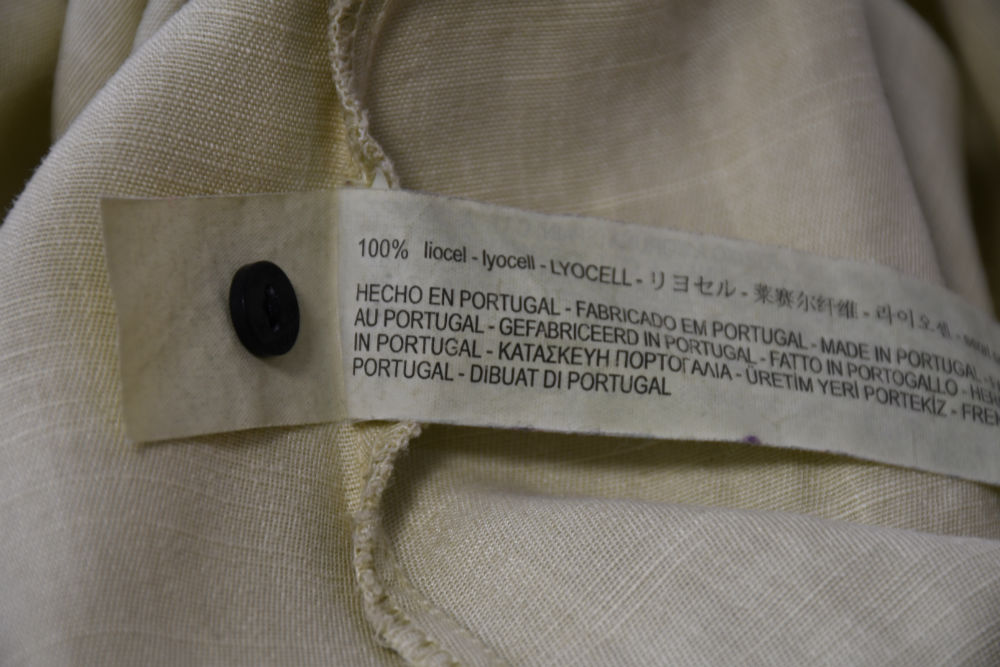 100% liocel - lyocell - LYOCELL - リヨセル - 莱赛尔纤维 - 라이오셀 -
HECHO EN PORTUGAL - FABRICADO EM PORTUGAL - MADE IN PORTUGAL -
AU PORTUGAL - GEFABRICEERD IN PORTUGAL - FATTO IN PORTOGALLO - HER
IN PORTUGAL - ΚΑΤΑΣΚΕΥΗ ΠΟΡΤΟΓΑΛΙΑ - ÜRETİM YERİ PORTEKİZ - FREM
PORTUGAL - DIBUAT DI PORTUGAL